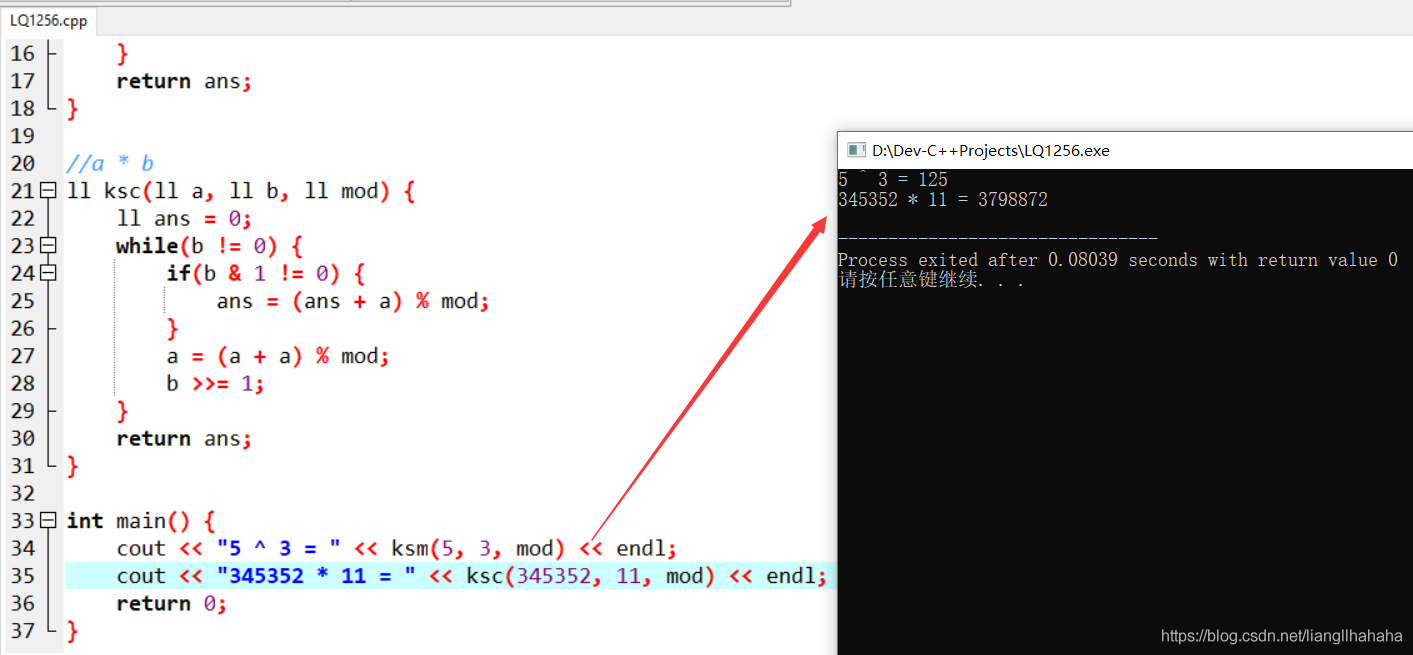 LQ1256.cpp
16 }
17 return ans;
18 }
19
20 //a * b
21 ll ksc(ll a, ll b, ll mod) {
22 ll ans = 0;
23 while(b != 0) {
24 if(b & 1 != 0) {
25 ans = (ans + a) % mod;
26 }
27 a = (a + a) % mod;
28 b >>= 1;
29 }
30 return ans;
31 }
32
33 int main() {
34 cout << "5 ^ 3 = " << ksm(5, 3, mod) << endl;
35 cout << "345352 * 11 = " << ksc(345352, 11, mod) << endl;
36 return 0;
37 }
D:\Dev-C++Projects\LQ1256.exe
5 ^ 3 = 125
345352 * 11 = 3798872
--------------------------------
Process exited after 0.08039 seconds with return value 0
请按任意键继续. . .
https://blog.csdn.net/liangllhahaha